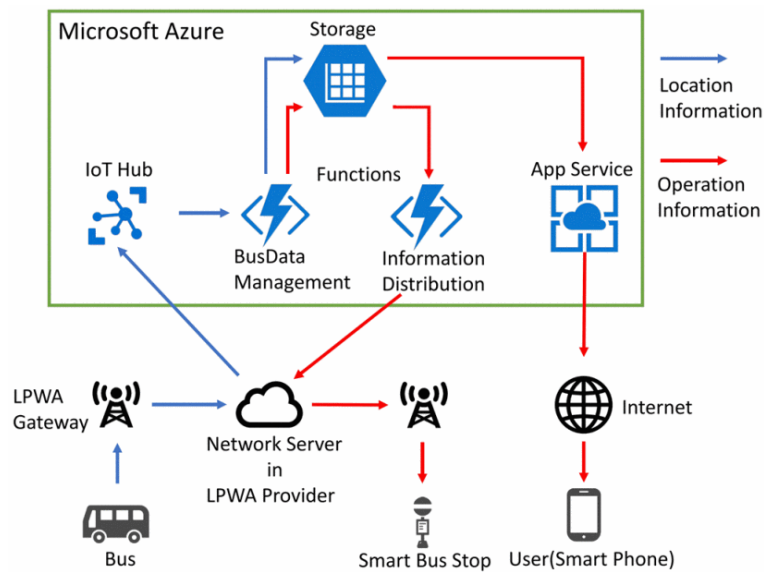 Microsoft Azure
Storage
Location
Information
IoT Hub
Functions
App Service
Operation
Information
BusData
Management
Information
Distribution
LPWA
Gateway
Internet
Network Server
in
LPWA Provider
Bus
Smart Bus Stop
User(Smart Phone)